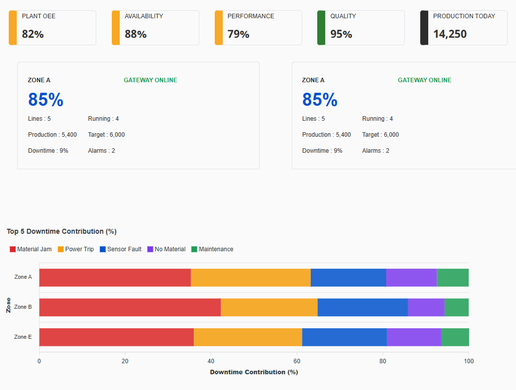 PLANT OEE
82%
AVAILABILITY
88%
PERFORMANCE
79%
QUALITY
95%
PRODUCTION TODAY
14,250
ZONE A GATEWAY ONLINE
85%
Lines : 5 Running : 4
Production : 5,400 Target : 6,000
Downtime : 9% Alarms : 2
ZONE A GATEWAY ONLINE
85%
Lines : 5 Running : 4
Production : 5,400 Target : 6,000
Downtime : 9% Alarms : 2
Top 5 Downtime Contribution (%)
Material Jam Power Trip Sensor Fault No Material Maintenance
Zone
Zone A
Zone B
Zone E
0 20 40 60 80 100
Downtime Contribution (%)